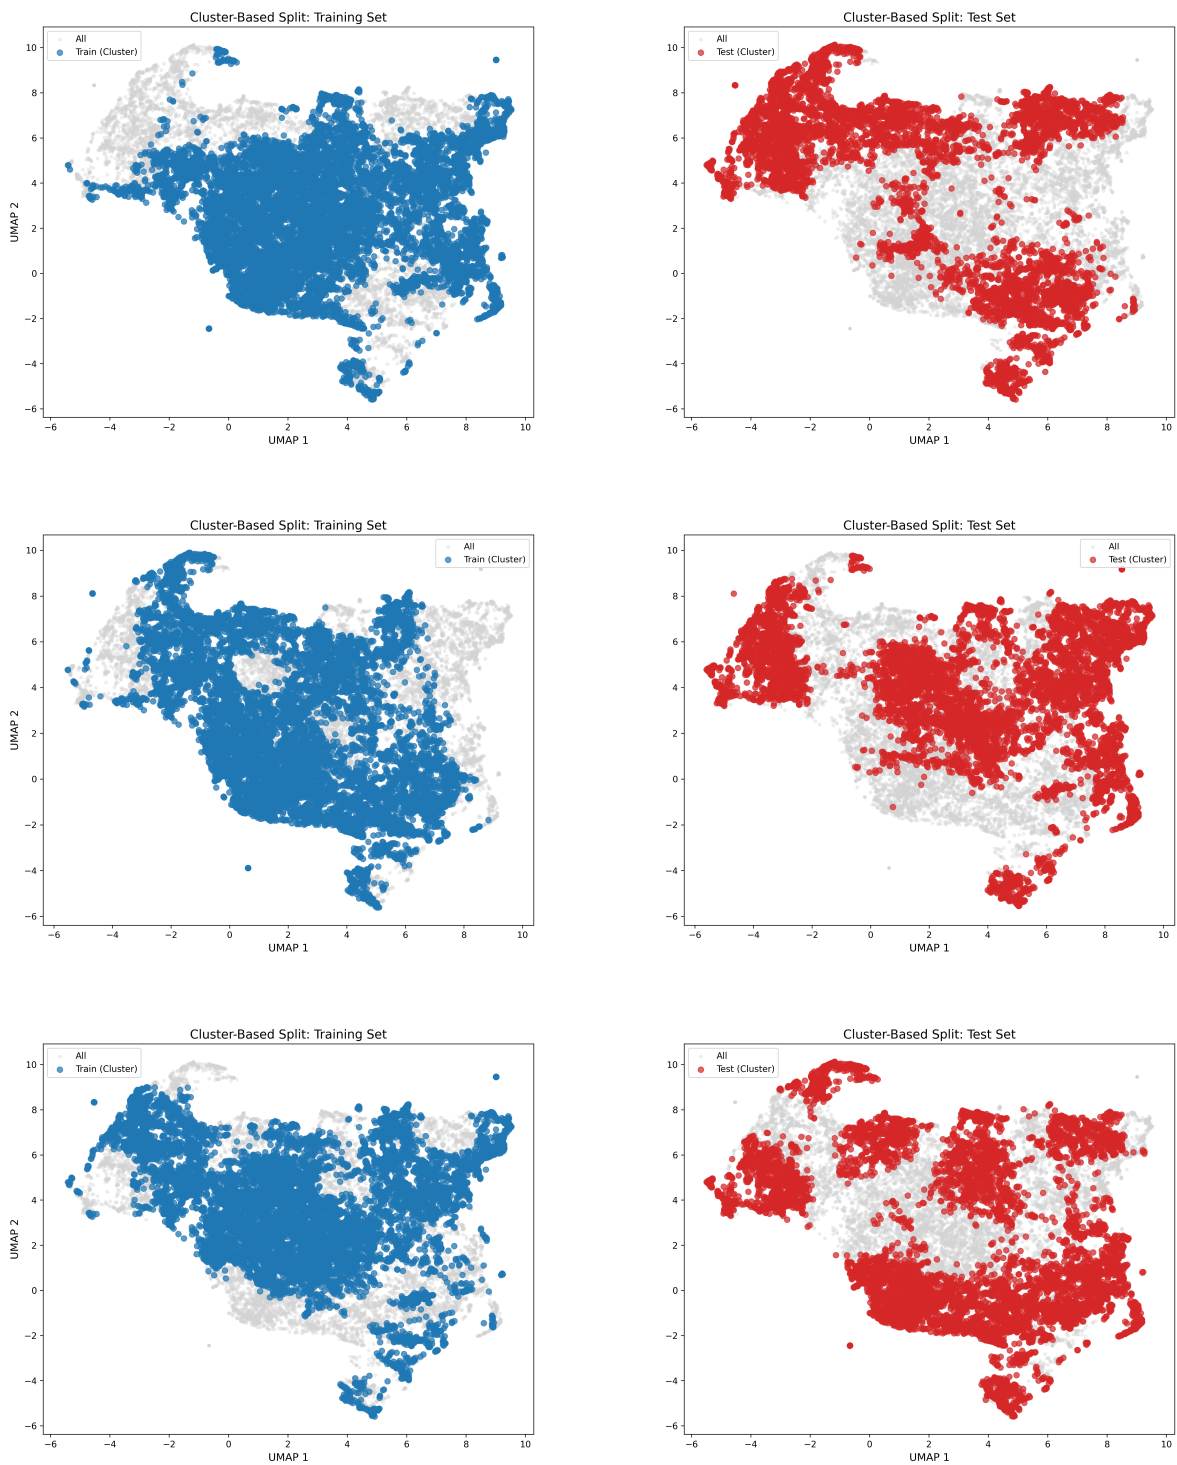 Cluster-Based Split: Training Set
All
Train (Cluster)
10
8
6
4
2
0
−2
−4
−6
UMAP 2
−6 −4 −2 0 2 4 6 8 10
UMAP 1
Cluster-Based Split: Test Set
All
Test (Cluster)
10
8
6
4
2
0
−2
−4
−6
−6 −4 −2 0 2 4 6 8 10
UMAP 1
Cluster-Based Split: Training Set
All
Train (Cluster)
10
8
6
4
2
0
−2
−4
−6
UMAP 2
−6 −4 −2 0 2 4 6 8 10
UMAP 1
Cluster-Based Split: Test Set
All
Test (Cluster)
10
8
6
4
2
0
−2
−4
−6
−6 −4 −2 0 2 4 6 8 10
UMAP 1
Cluster-Based Split: Training Set
All
Train (Cluster)
10
8
6
4
2
0
−2
−4
−6
UMAP 2
−6 −4 −2 0 2 4 6 8 10
UMAP 1
Cluster-Based Split: Test Set
All
Test (Cluster)
10
8
6
4
2
0
−2
−4
−6
−6 −4 −2 0 2 4 6 8 10
UMAP 1